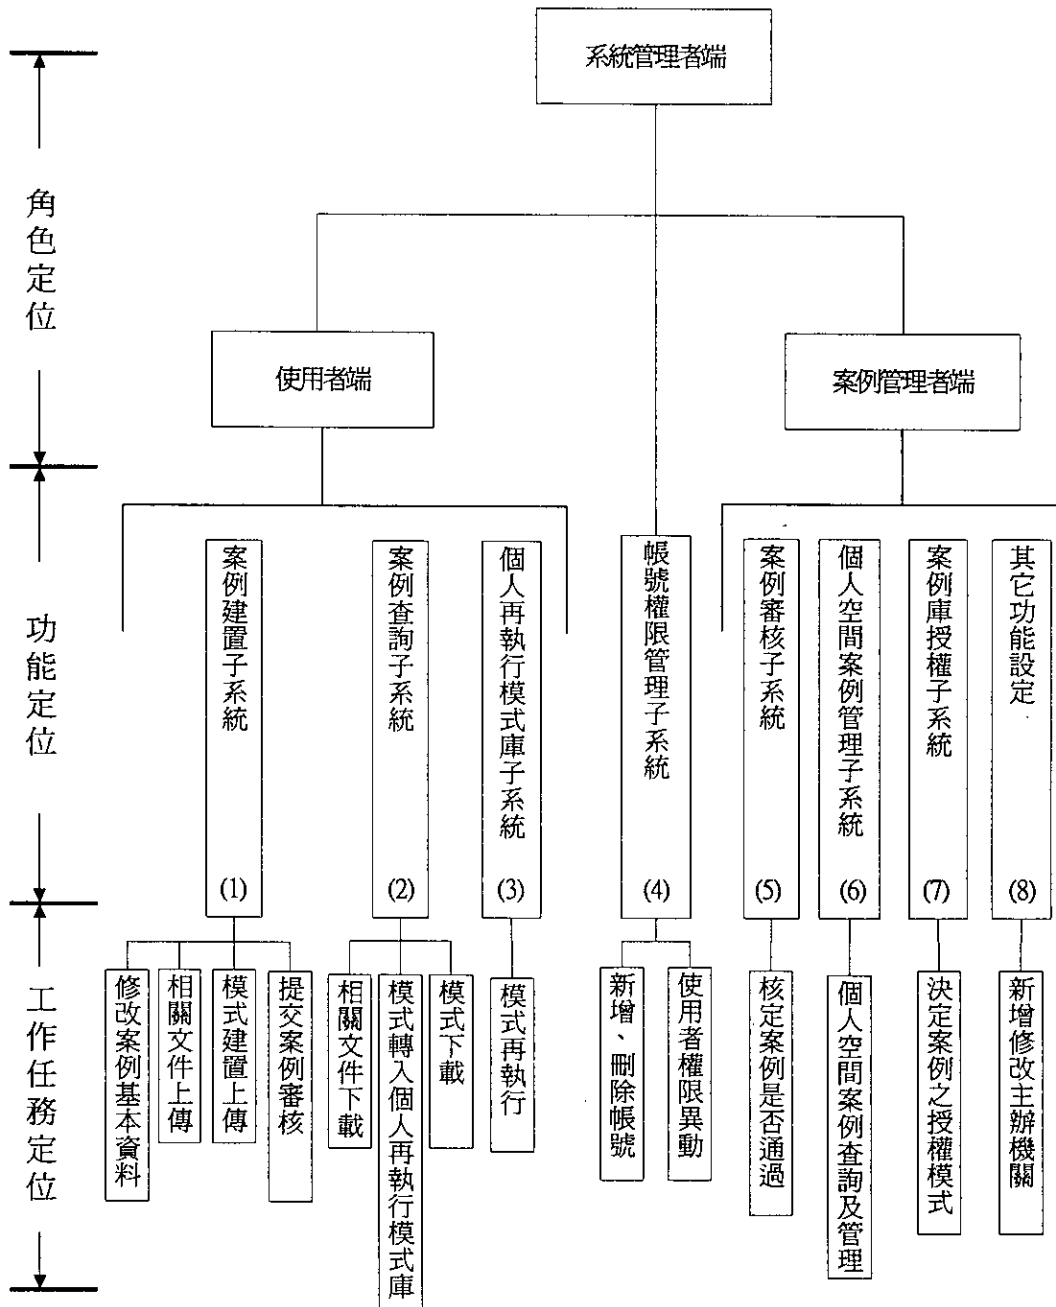 系統管理者端
角色定位
使用者端
案例管理者端
功能定位
案例建置子系統
(1)
案例查詢子系統
(2)
個人再執行模式庫子系統
(3)
帳號權限管理子系統
(4)
案例審核子系統
(5)
個人空間案例管理子系統
(6)
案例庫授權子系統
(7)
其它功能設定
(8)
工作任務定位
修改案例基本資料
相關文件上傳
模式建置上傳
提交案例審核
相關文件下載
模式轉入個人再執行模式庫
模式下載
模式再執行
新增、刪除帳號
使用者權限異動
核定案例是否通過
個人空間案例查詢及管理
決定案例之授權模式
新增修改主辦機關